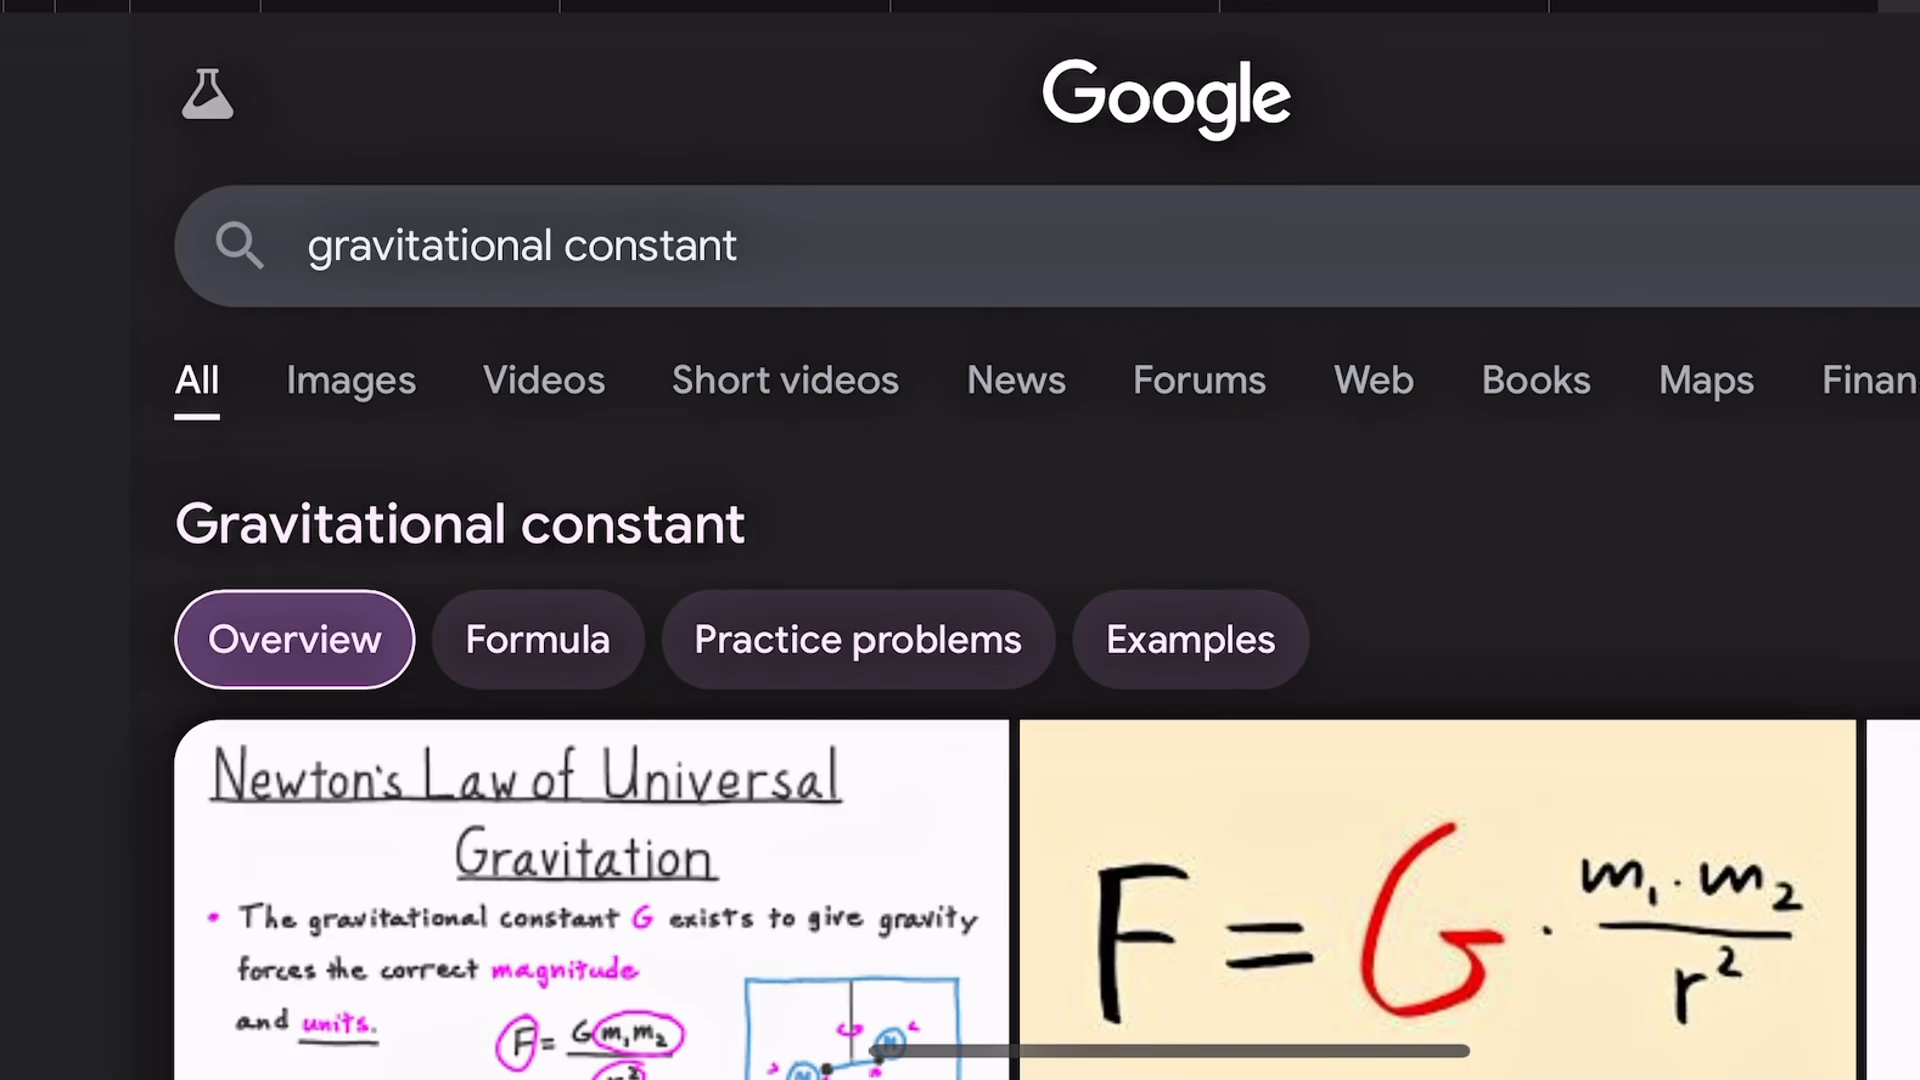 Google
gravitational constant
All Images Videos Short videos News Forums Web Books Maps Finan
Gravitational constant
Overview Formula Practice problems Examples
Newton's Law of Universal
Gravitation
• The gravitational constant G exists to give gravity
forces the correct magnitude
and units.
F = G m₁m₂
F = G · m₁ · m₂
r²